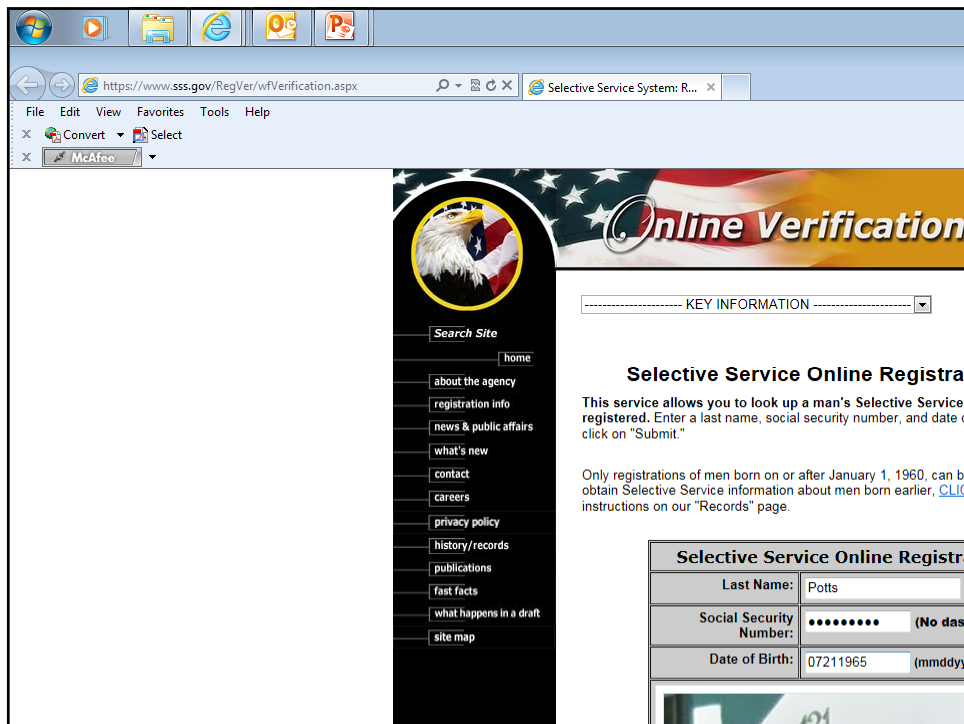 https://www.sss.gov/RegVer/wfVerification.aspx
Selective Service System: R...
File Edit View Favorites Tools Help
x Convert Select
x McAfee
Online Verification
---------------------- KEY INFORMATION ----------------------
Search Site
home
about the agency
registration info
news & public affairs
what's new
contact
careers
privacy policy
history/records
publications
fast facts
what happens in a draft
site map
Selective Service Online Registra
This service allows you to look up a man's Selective Service
registered. Enter a last name, social security number, and date
click on "Submit."
Only registrations of men born on or after January 1, 1960, can b
obtain Selective Service information about men born earlier, CLIC
instructions on our "Records" page.
Selective Service Online Registra
Last Name: Potts
Social Security Number: ●●●●●●●●● (No das
Date of Birth: 07211965 (mmddyy